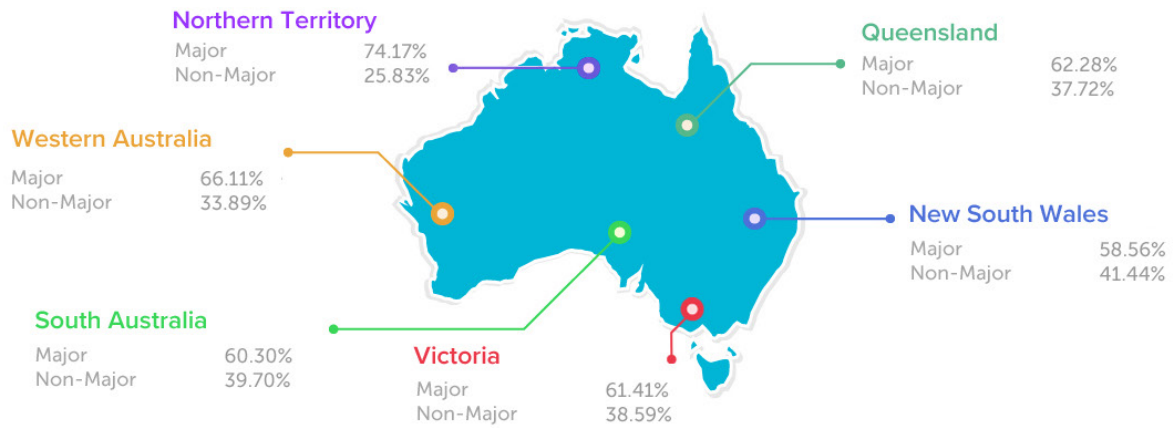 Northern Territory
Major 74.17%
Non-Major 25.83%
Queensland
Major 62.28%
Non-Major 37.72%
Western Australia
Major 66.11%
Non-Major 33.89%
New South Wales
Major 58.56%
Non-Major 41.44%
South Australia
Major 60.30%
Non-Major 39.70%
Victoria
Major 61.41%
Non-Major 38.59%